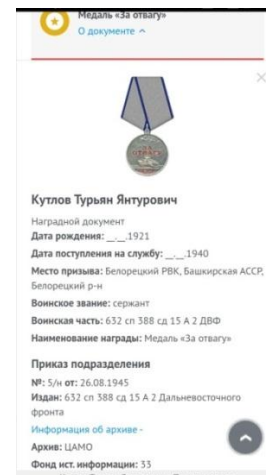 Медаль «За отвагу»
О документе
ЗА ОТВАГУ
Кутлов Турьян Янтурович
Наградной документ
Дата рождения: __.__.1921
Дата поступления на службу: __.__.1940
Место призыва: Белорецкий РВК, Башкирская АССР,
Белорецкий р-н
Воинское звание: сержант
Воинская часть: 632 сп 388 сд 15 А 2 ДВФ
Наименование награды: Медаль «За отвагу»
Приказ подразделения
№: 5/н от: 26.08.1945
Издан: 632 сп 388 сд 15 А 2 Дальневосточного
фронта
Информация об архиве -
Архив: ЦАМО
Фонд ист. информации: 33